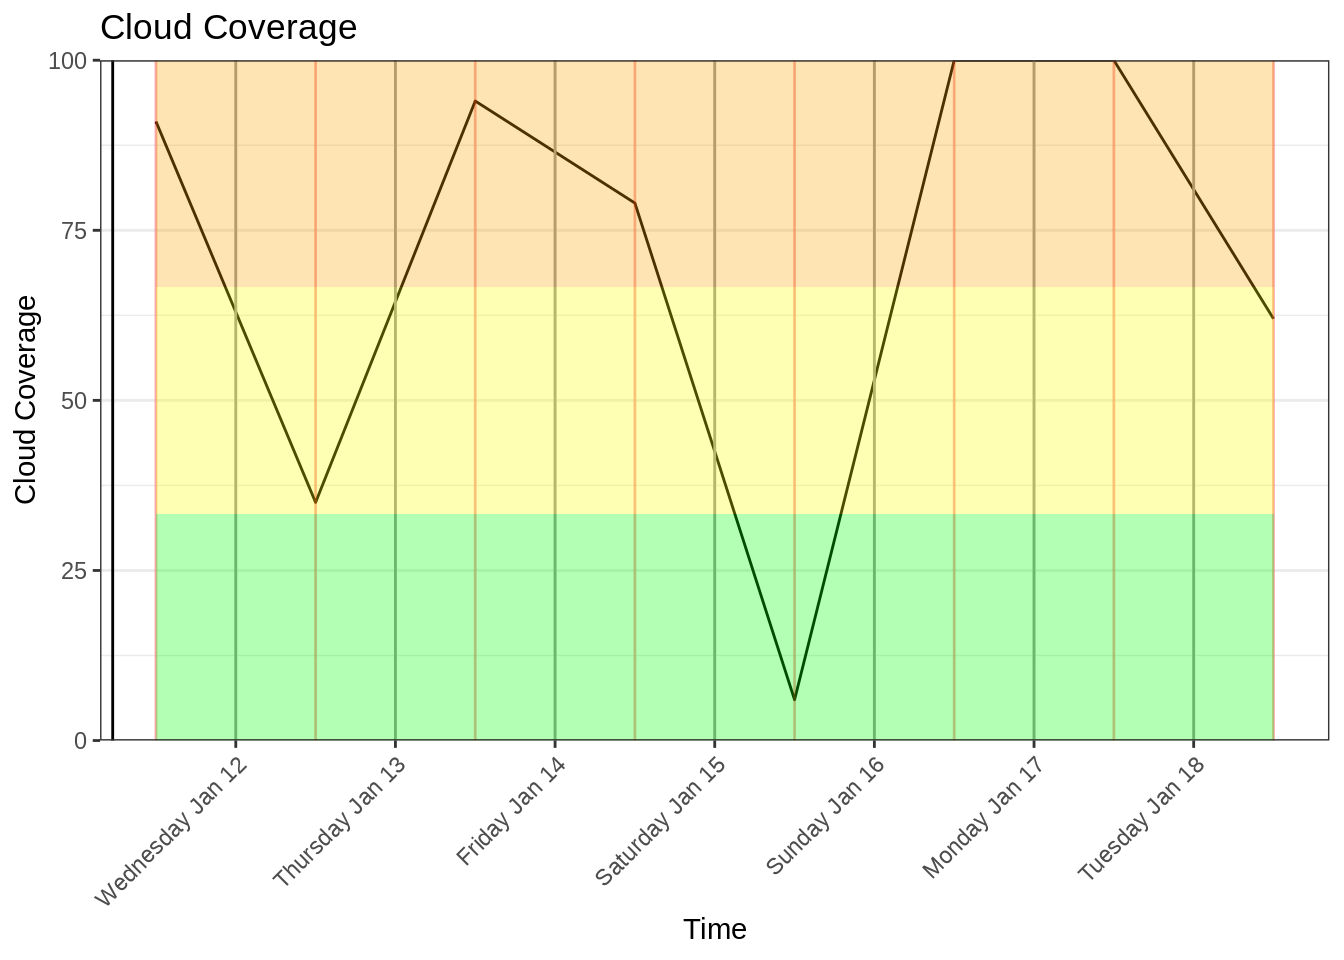 Cloud Coverage
100
75
50
25
0
Cloud Coverage
Wednesday Jan 12
Thursday Jan 13
Friday Jan 14
Saturday Jan 15
Sunday Jan 16
Monday Jan 17
Tuesday Jan 18
Time